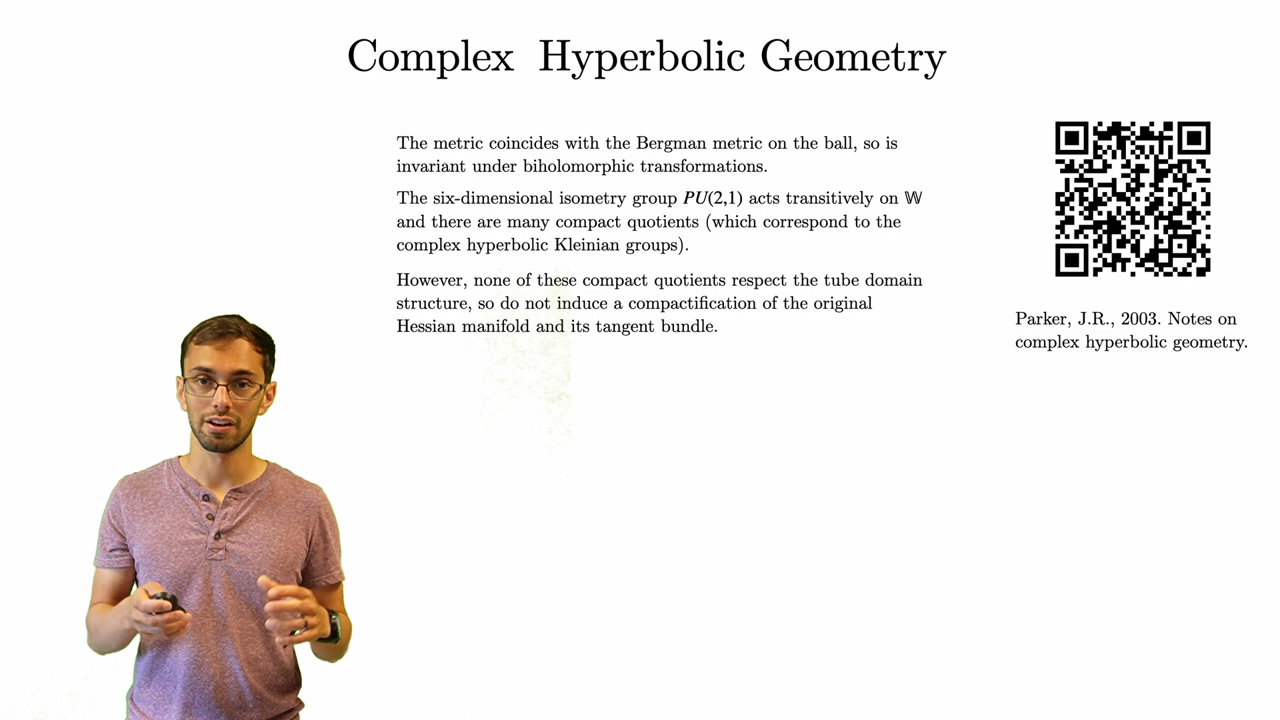 Complex Hyperbolic Geometry
The metric coincides with the Bergman metric on the ball, so is
invariant under biholomorphic transformations.
The six-dimensional isometry group PU(2,1) acts transitively on 𝕎
and there are many compact quotients (which correspond to the
complex hyperbolic Kleinian groups).
However, none of these compact quotients respect the tube domain
structure, so do not induce a compactification of the original
Hessian manifold and its tangent bundle.
Parker, J.R., 2003. Notes on
complex hyperbolic geometry.